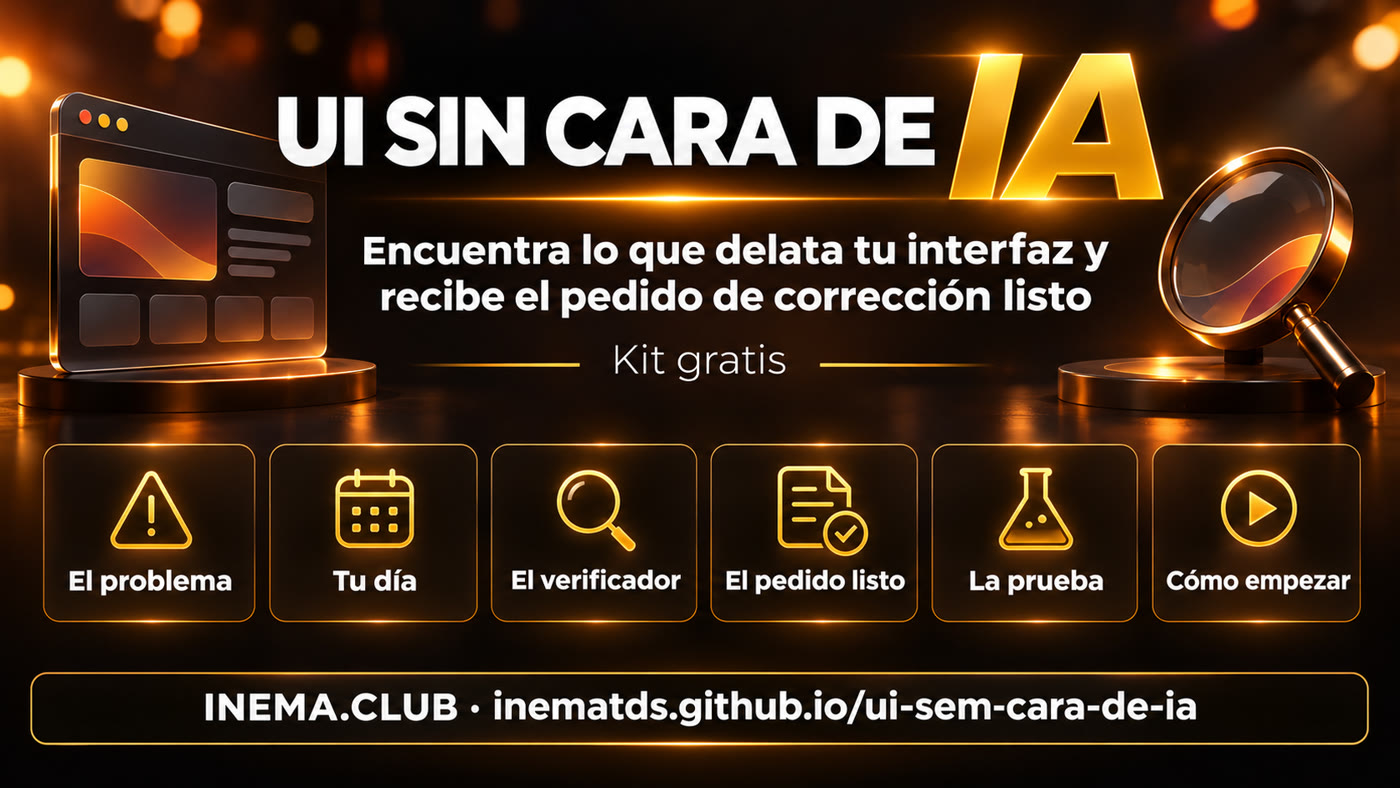 UI SIN CARA DE IA
Encuentra lo que delata tu interfaz y
recibe el pedido de corrección listo
Kit gratis
El problema
Tu día
El verificador
El pedido listo
La prueba
Cómo empezar
INEMA.CLUB · inematds.github.io/ui-sem-cara-de-ia